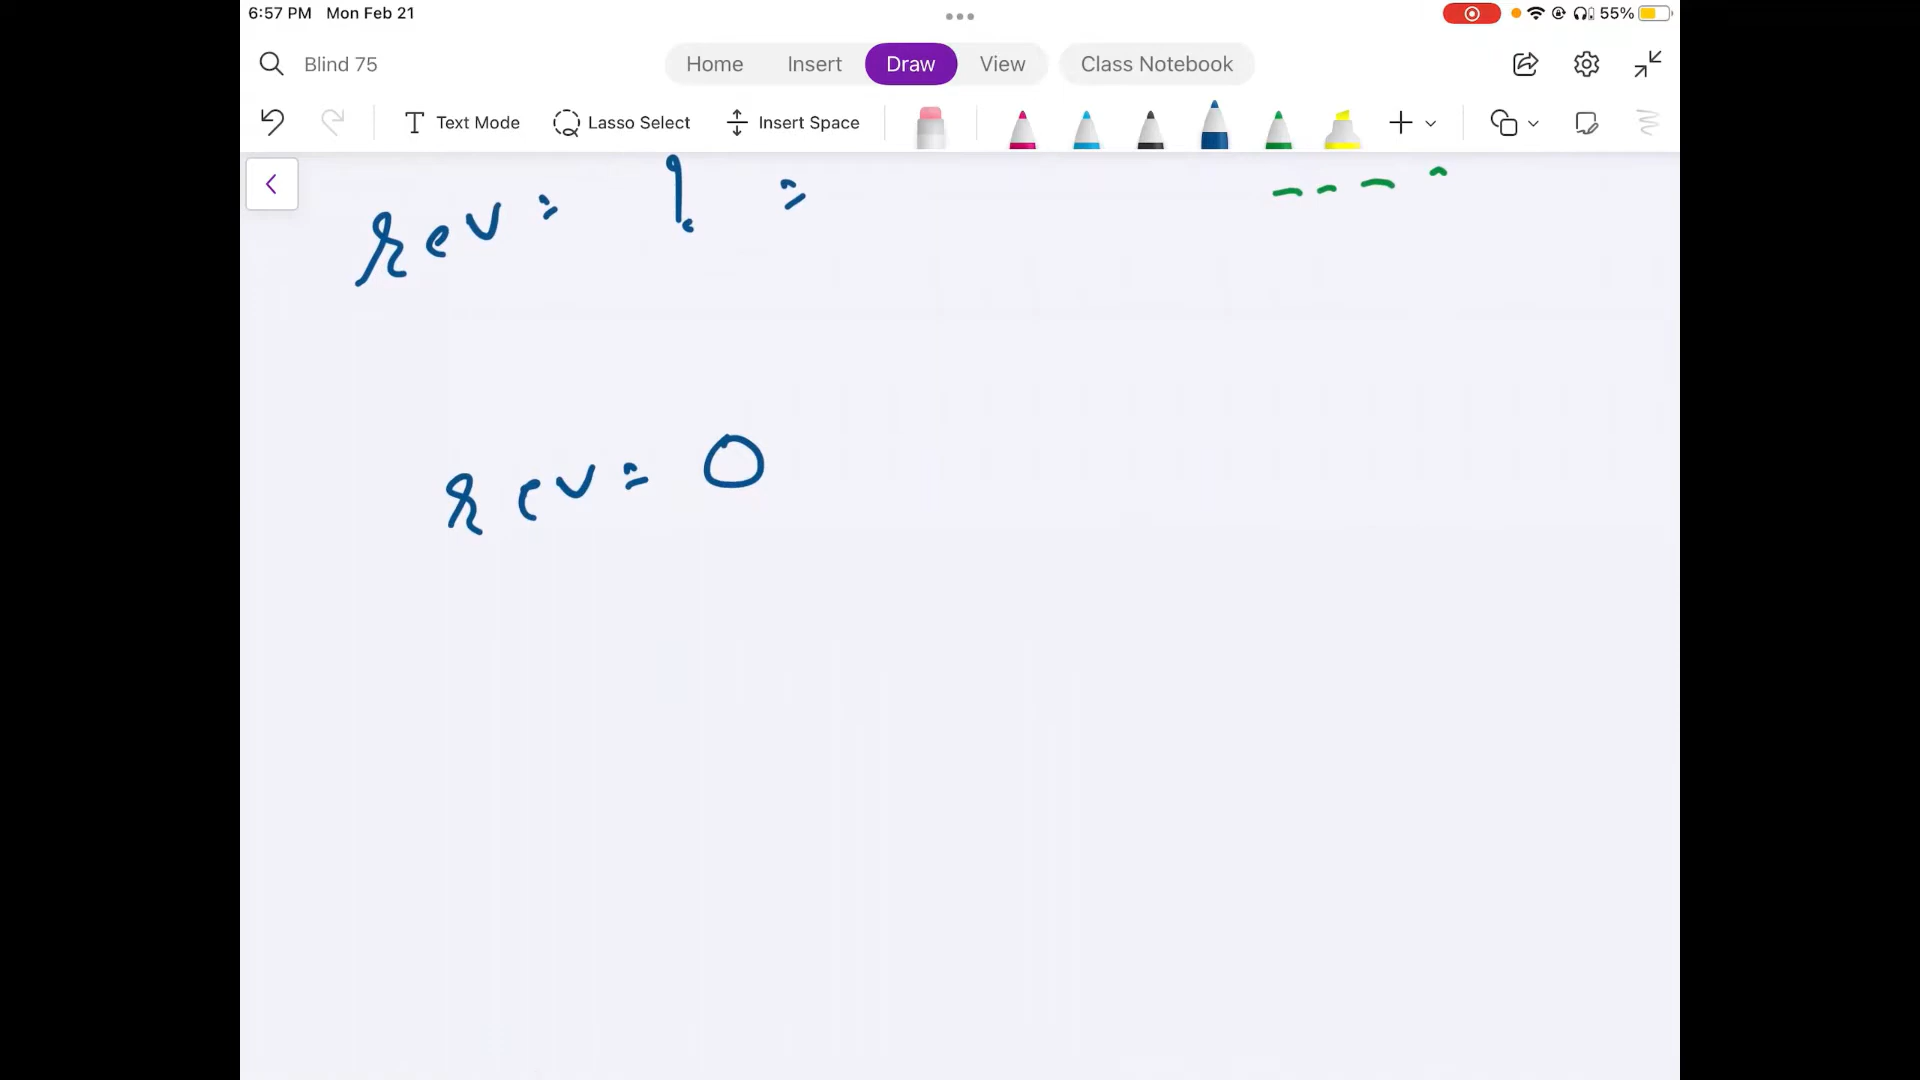 6:57 PM Mon Feb 21 55%
Blind 75 Home Insert Draw View Class Notebook
Text Mode Lasso Select Insert Space
rev =
rev = 0